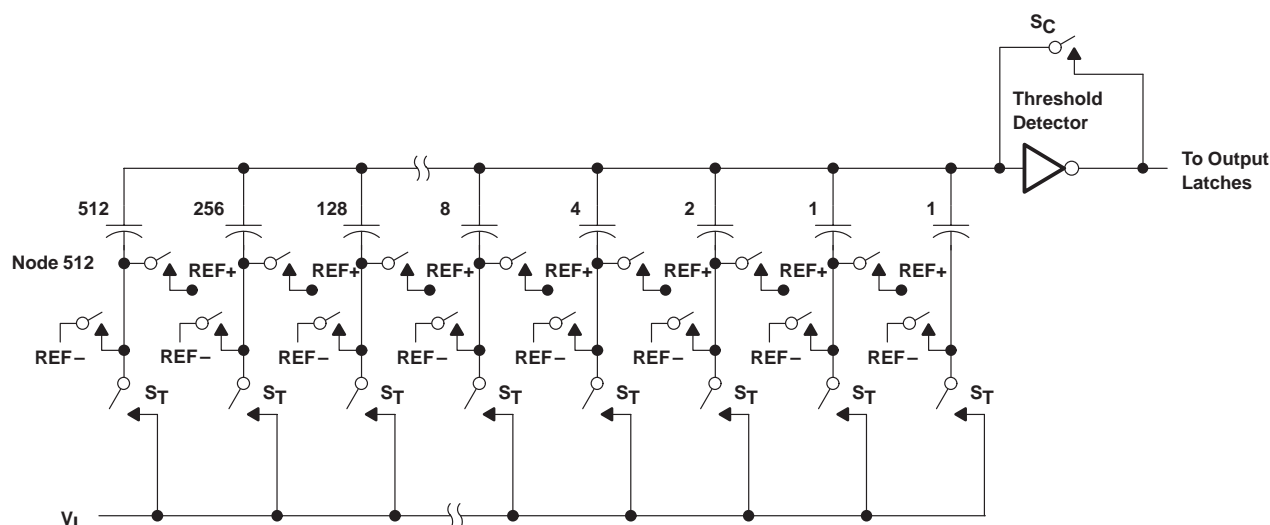 SC
Threshold
Detector
To Output
Latches
512 256 128 8 4 2 1 1
Node 512
REF+ REF+ REF+ REF+ REF+ REF+ REF+
REF– REF– REF– REF– REF– REF– REF– REF–
ST ST ST ST ST ST ST ST